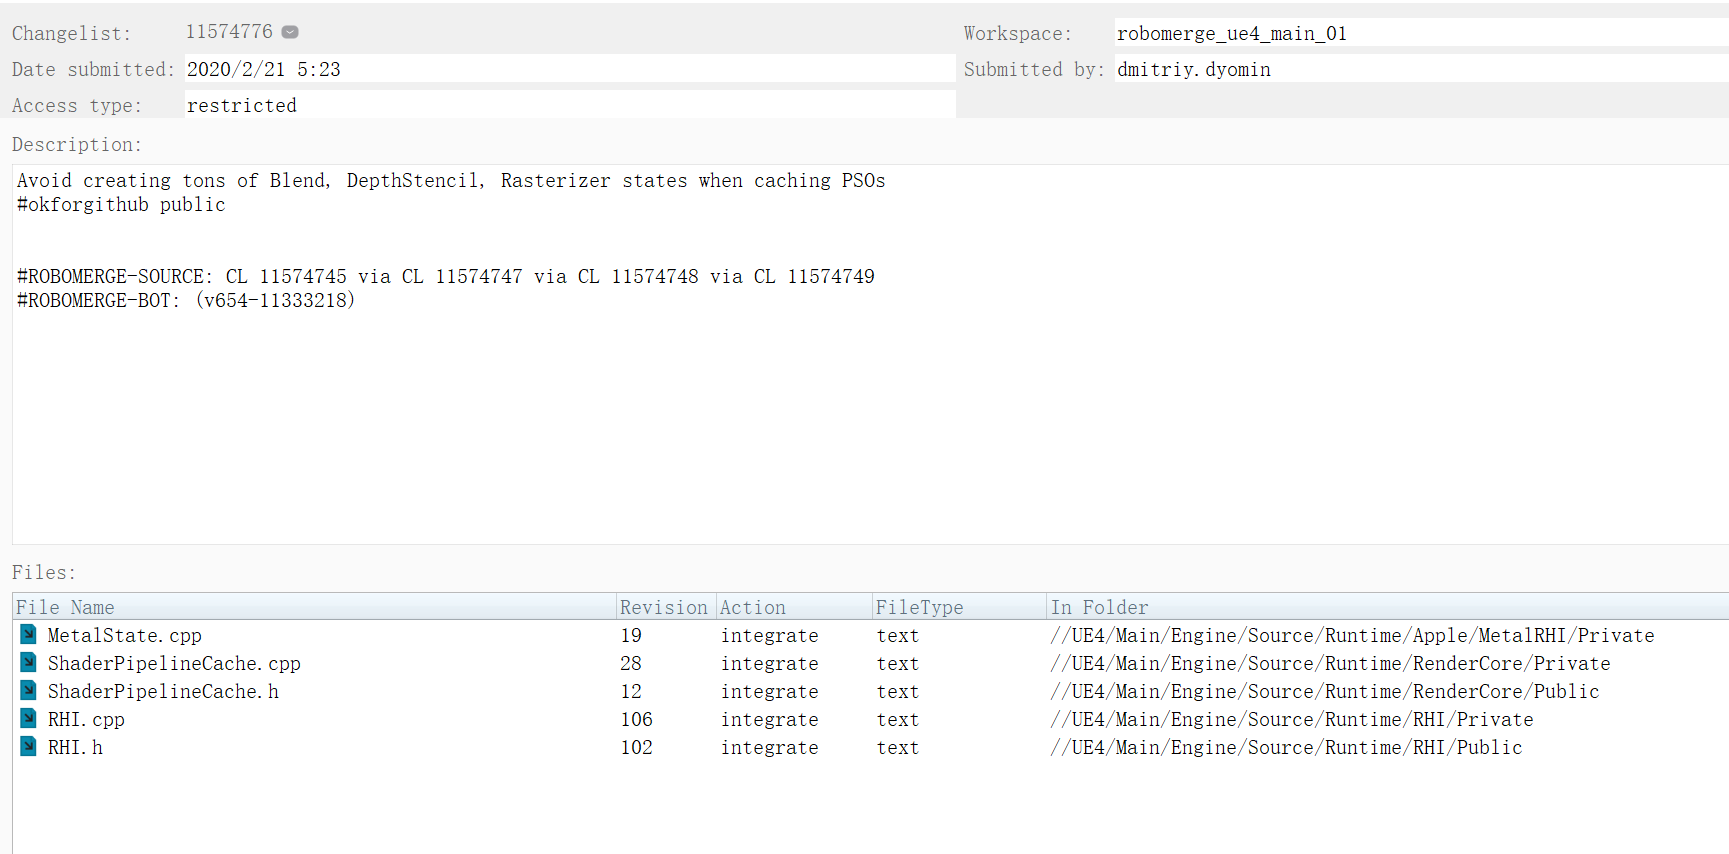 Changelist: 11574776 Workspace: robomerge_ue4_main_01
Date submitted: 2020/2/21 5:23 Submitted by: dmitriy.dyomin
Access type: restricted
Description:
Avoid creating tons of Blend, DepthStencil, Rasterizer states when caching PSOs
#okforgithub public
#ROBOMERGE-SOURCE: CL 11574745 via CL 11574747 via CL 11574748 via CL 11574749
#ROBOMERGE-BOT: (v654-11333218)
Files:
File Name Revision Action FileType In Folder
MetalState.cpp 19 integrate text //UE4/Main/Engine/Source/Runtime/Apple/MetalRHI/Private
ShaderPipelineCache.cpp 28 integrate text //UE4/Main/Engine/Source/Runtime/RenderCore/Private
ShaderPipelineCache.h 12 integrate text //UE4/Main/Engine/Source/Runtime/RenderCore/Public
RHI.cpp 106 integrate text //UE4/Main/Engine/Source/Runtime/RHI/Private
RHI.h 102 integrate text //UE4/Main/Engine/Source/Runtime/RHI/Public